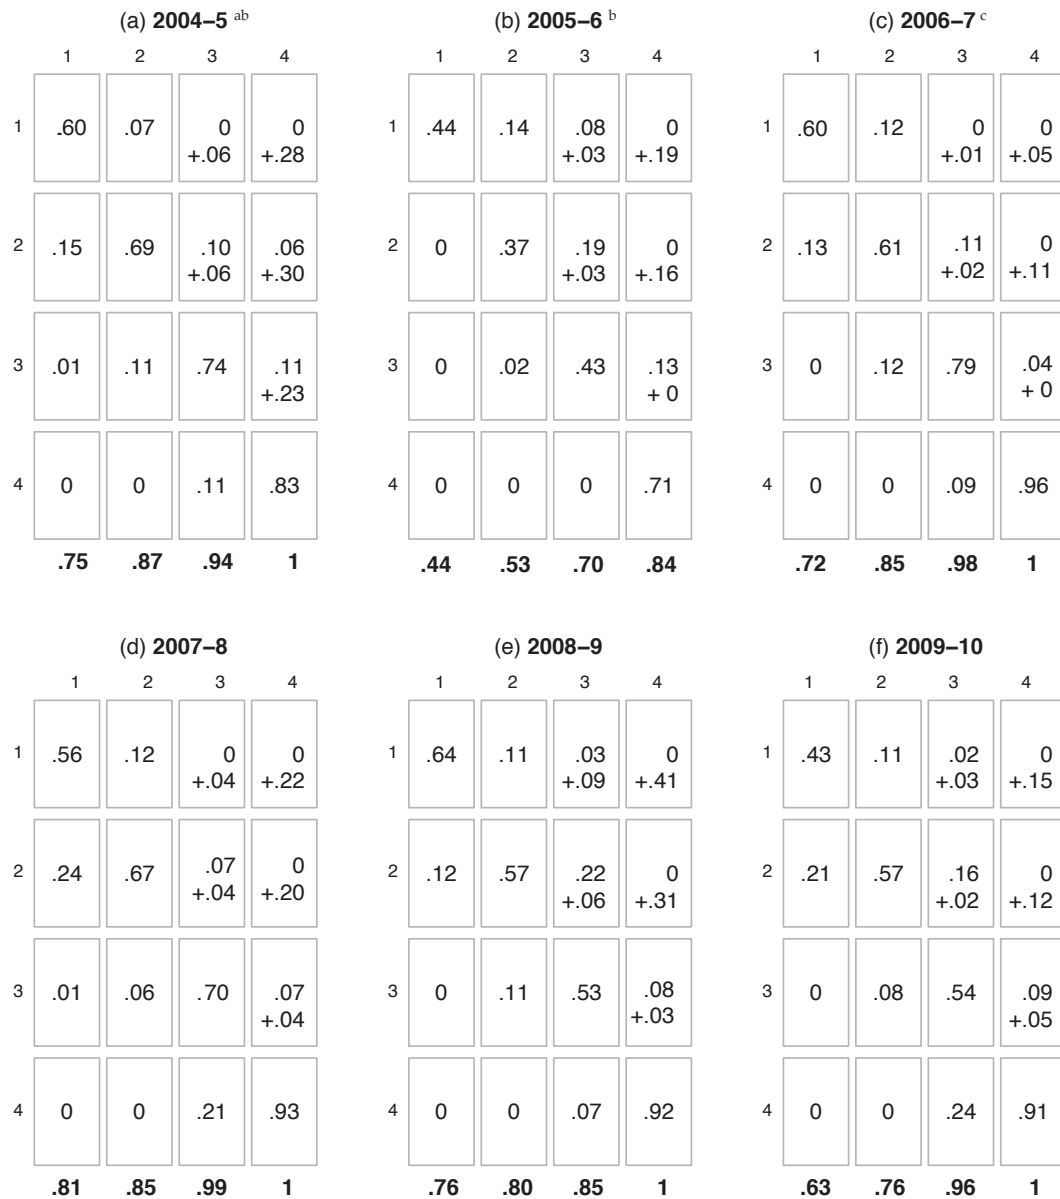 (a) 2004–5 ab (b) 2005–6 b (c) 2006–7 c
1 2 3 4 1 2 3 4 1 2 3 4
1 .60 .07 0 0 1 .44 .14 .08 0 1 .60 .12 0 0
+.06 +.28 +.03 +.19 +.01 +.05
2 .15 .69 .10 .06 2 0 .37 .19 0 2 .13 .61 .11 0
+.06 +.30 +.03 +.16 +.02 +.11
3 .01 .11 .74 .11 3 0 .02 .43 .13 3 0 .12 .79 .04
+.23 + 0 + 0
4 0 0 .11 .83 4 0 0 0 .71 4 0 0 .09 .96
.75 .87 .94 1 .44 .53 .70 .84 .72 .85 .98 1
(d) 2007–8 (e) 2008–9 (f) 2009–10
1 2 3 4 1 2 3 4 1 2 3 4
1 .56 .12 0 0 1 .64 .11 .03 0 1 .43 .11 .02 0
+.04 +.22 +.09 +.41 +.03 +.15
2 .24 .67 .07 0 2 .12 .57 .22 0 2 .21 .57 .16 0
+.04 +.20 +.06 +.31 +.02 +.12
3 .01 .06 .70 .07 3 0 .11 .53 .08 3 0 .08 .54 .09
+.04 +.03 +.05
4 0 0 .21 .93 4 0 0 .07 .92 4 0 0 .24 .91
.81 .85 .99 1 .76 .80 .85 1 .63 .76 .96 1